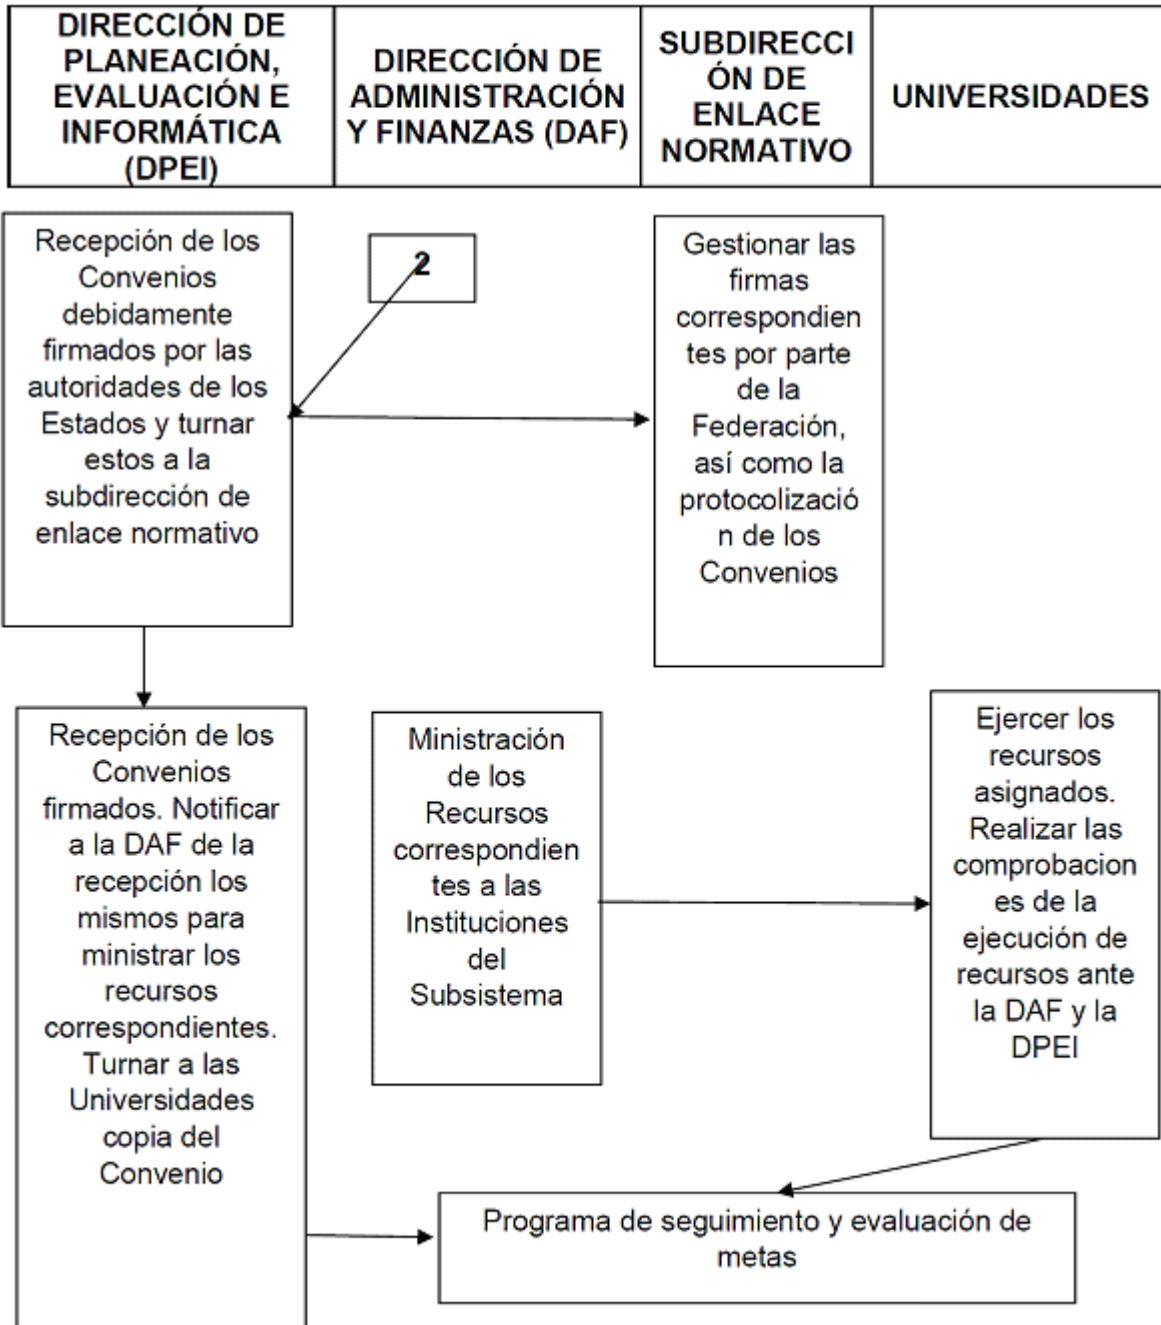 DIRECCIÓN DE
PLANEACIÓN,
EVALUACIÓN E
INFORMÁTICA
(DPEI)
DIRECCIÓN DE
ADMINISTRACIÓN
Y FINANZAS (DAF)
SUBDIRECCI
ÓN DE
ENLACE
NORMATIVO
UNIVERSIDADES
Recepción de los
Convenios
debidamente
firmados por las
autoridades de los
Estados y turnar
estos a la
subdirección de
enlace normativo
2
Gestionar las
firmas
correspondien
tes por parte
de la
Federación,
así como la
protocolizació
n de los
Convenios
Recepción de los
Convenios
firmados. Notificar
a la DAF de la
recepción los
mismos para
ministrar los
recursos
correspondientes.
Turnar a las
Universidades
copia del
Convenio
Ministración
de los
Recursos
correspondien
tes a las
Instituciones
del
Subsistema
Ejercer los
recursos
asignados.
Realizar las
comprobacion
es de la
ejecución de
recursos ante
la DAF y la
DPEI
Programa de seguimiento y evaluación de
metas